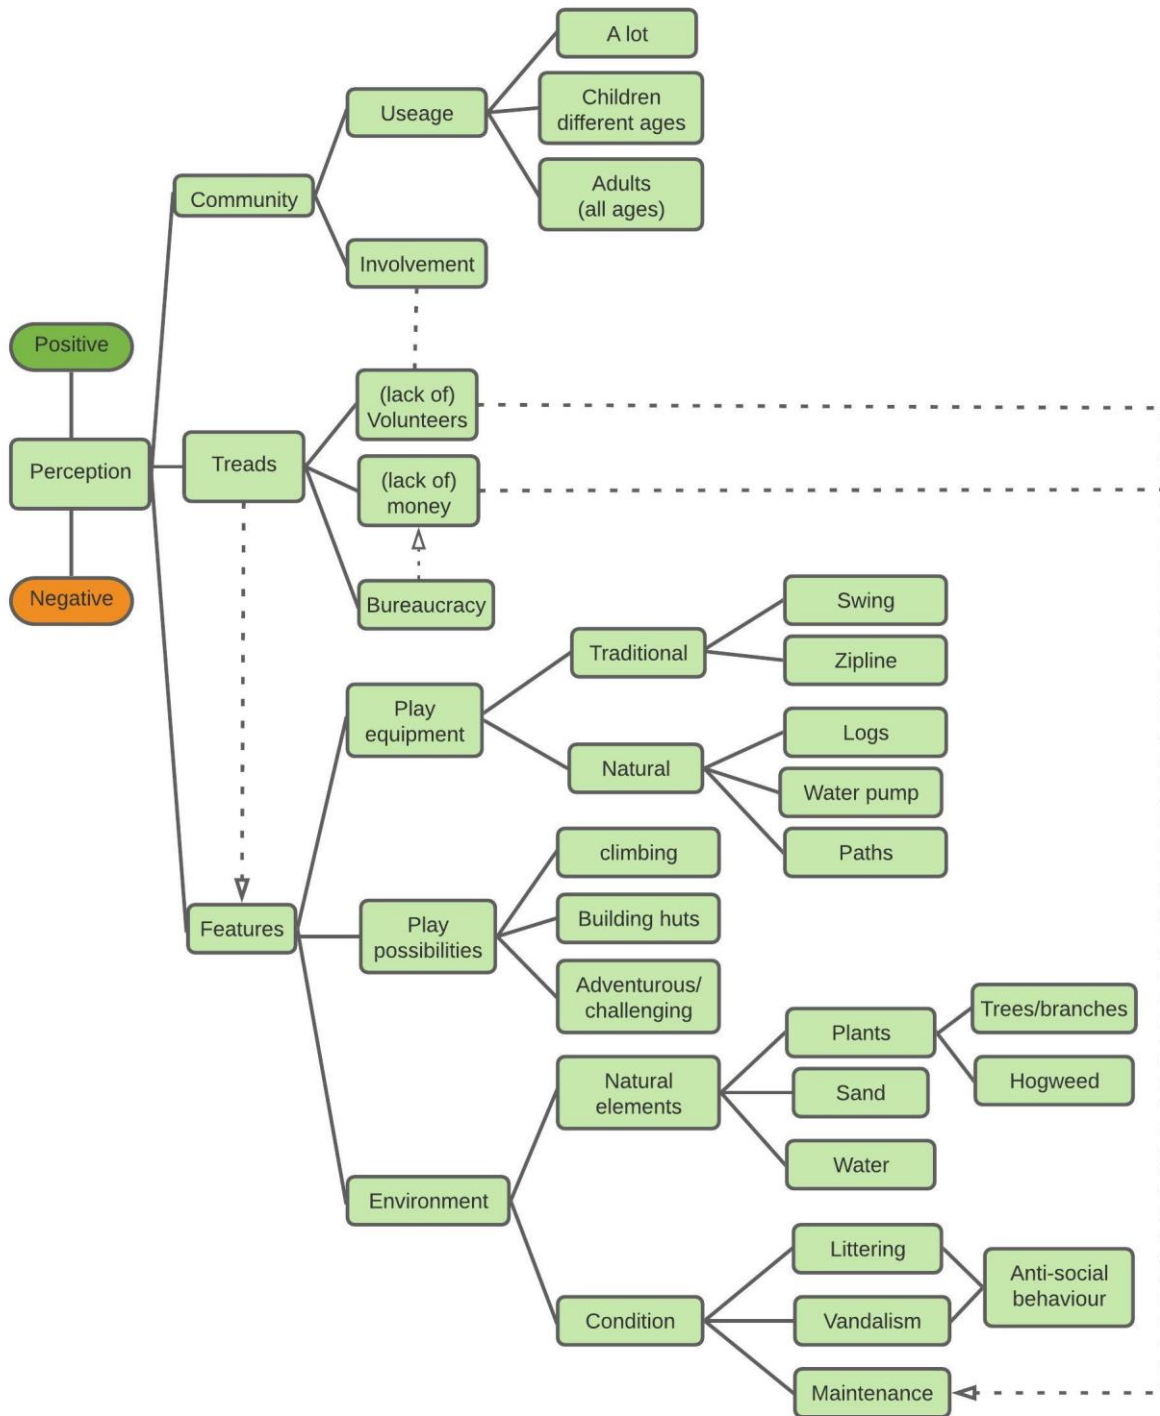 A lot
Useage
Children
different ages
Adults
(all ages)
Community
Involvement
Positive
(lack of)
Volunteers
Perception
Treads
(lack of)
money
Negative
Bureaucracy
Swing
Traditional
Zipline
Play
equipment
Logs
Natural
Water pump
Paths
climbing
Features
Play
possibilities
Building huts
Adventurous/
challenging
Trees/branches
Plants
Natural
elements
Hogweed
Sand
Water
Environment
Littering
Anti-social
behaviour
Condition
Vandalism
Maintenance